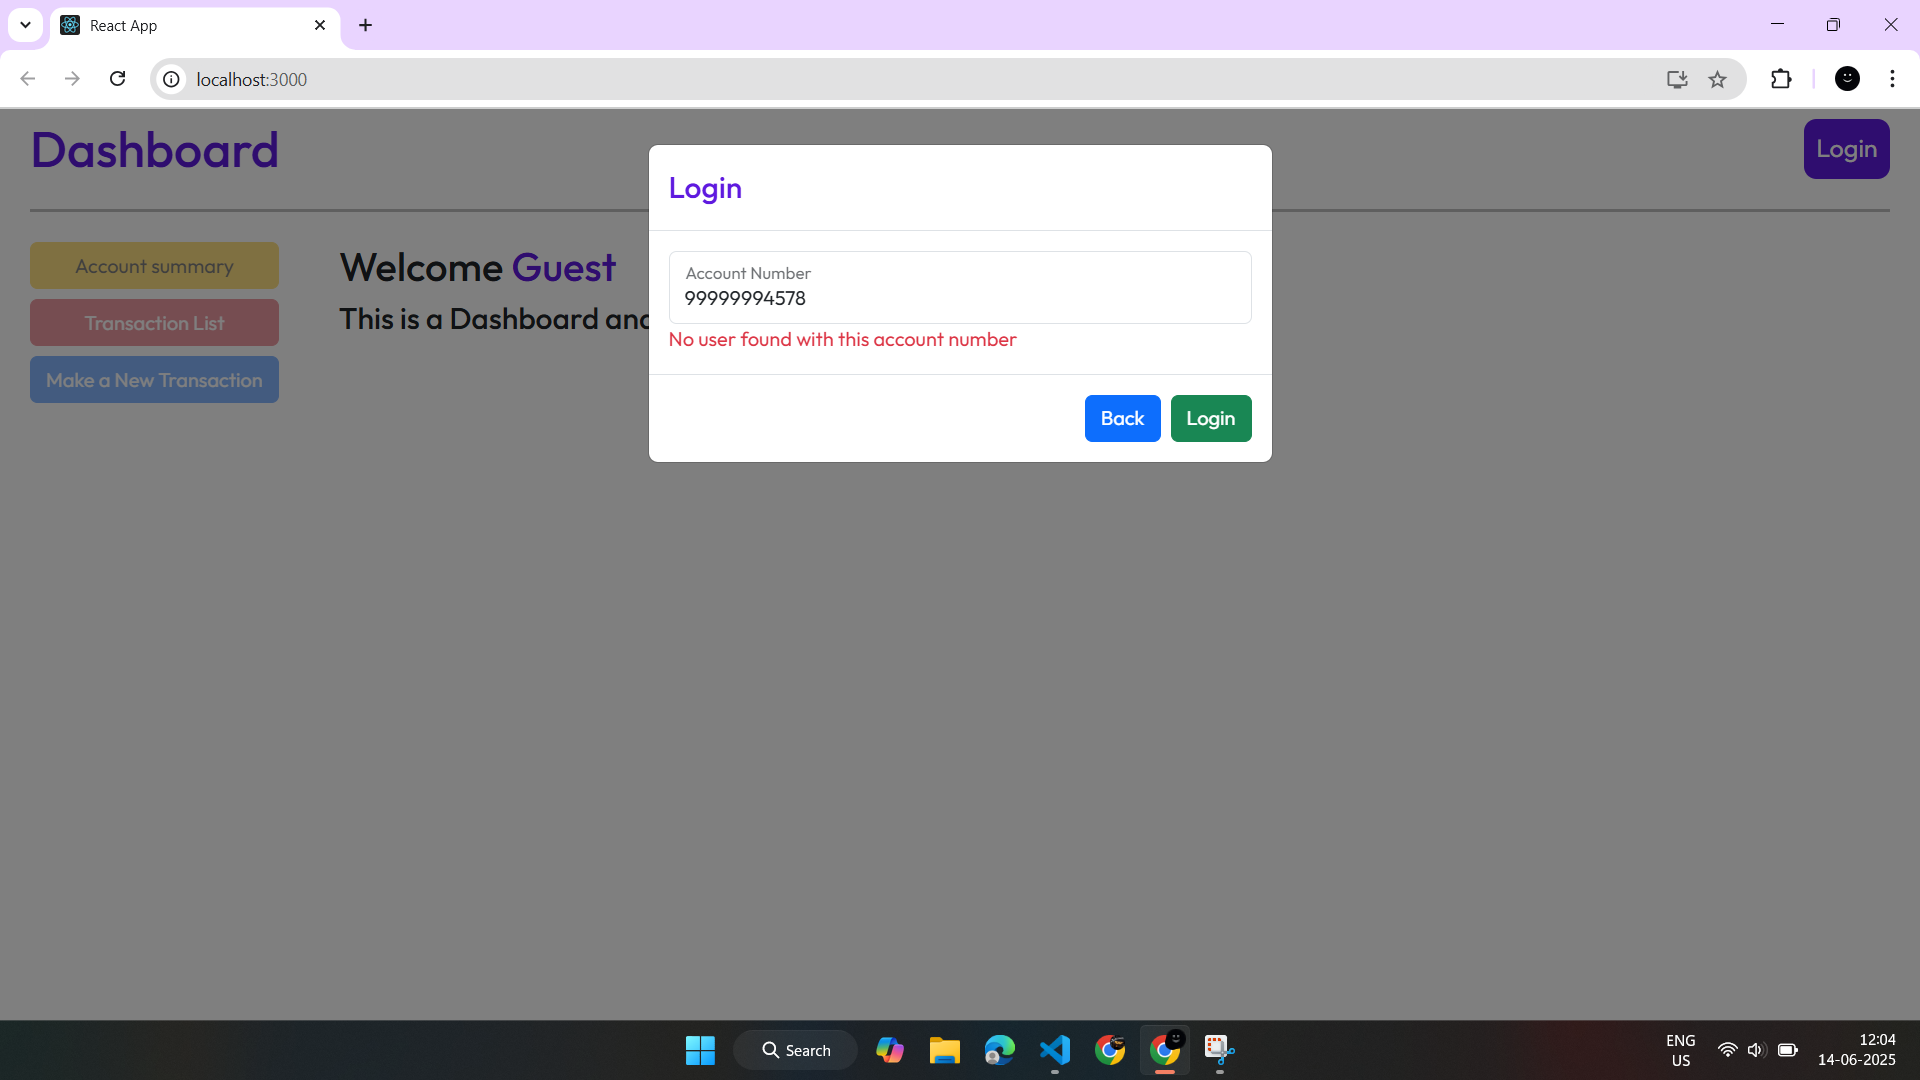 React App
localhost:3000
Dashboard
Login
Login
Account Number
99999994578
No user found with this account number
Back Login
Account summary
Transaction List
Make a New Transaction
Welcome Guest
This is a Dashboard and
Search
ENG
US
12:04
14-06-2025